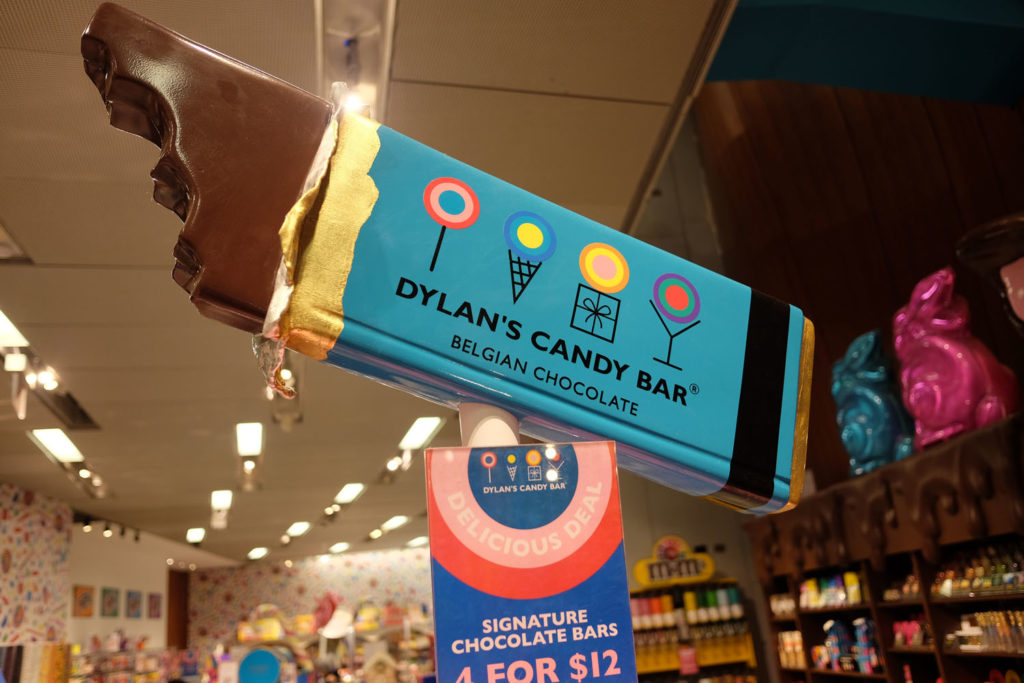 DYLAN'S CANDY BAR®
BELGIAN CHOCOLATE
DYLAN'S CANDY BAR®
DELICIOUS DEAL
SIGNATURE
CHOCOLATE BARS
4 FOR $12
m&m's